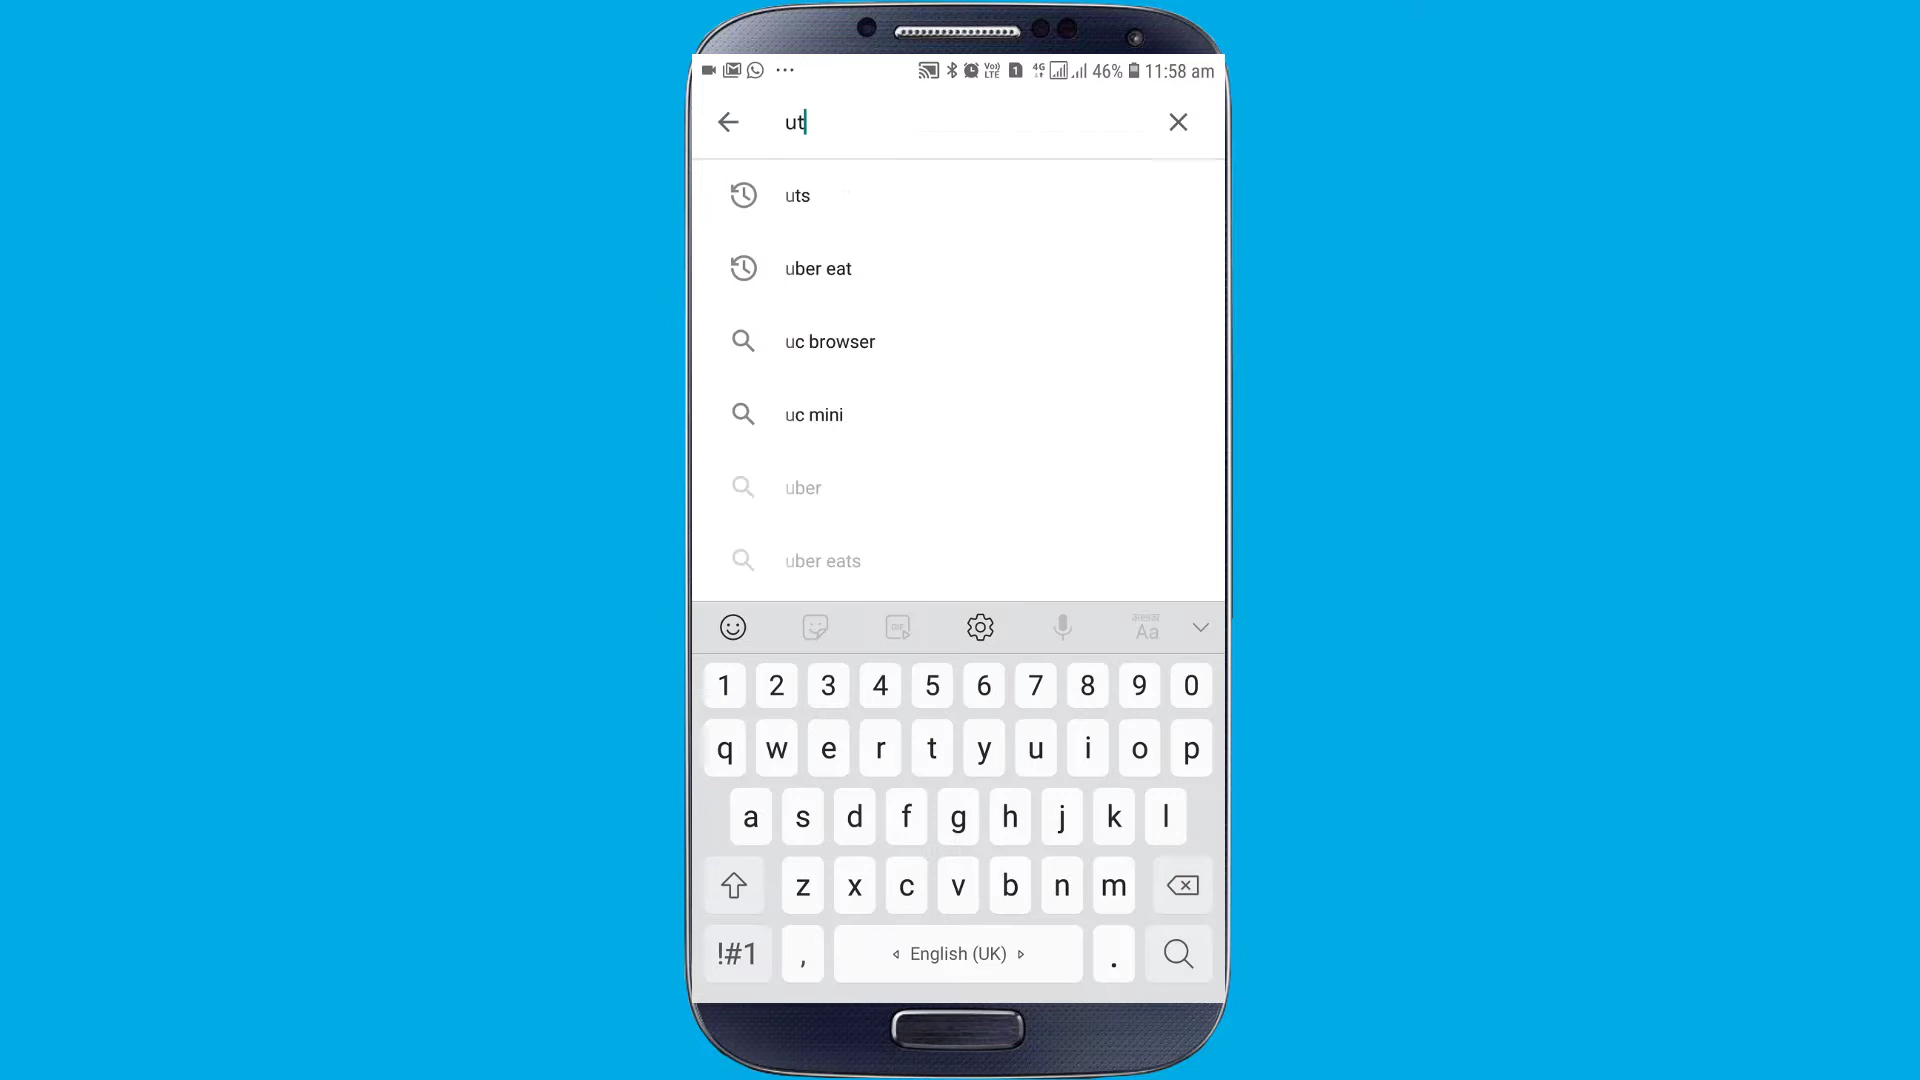 46% 11:58 am
ut
uts
uber eat
uc browser
uc mini
uber
uber eats
1 2 3 4 5 6 7 8 9 0
q w e r t y u i o p
a s d f g h j k l
z x c v b n m
!#1 , English (UK) .